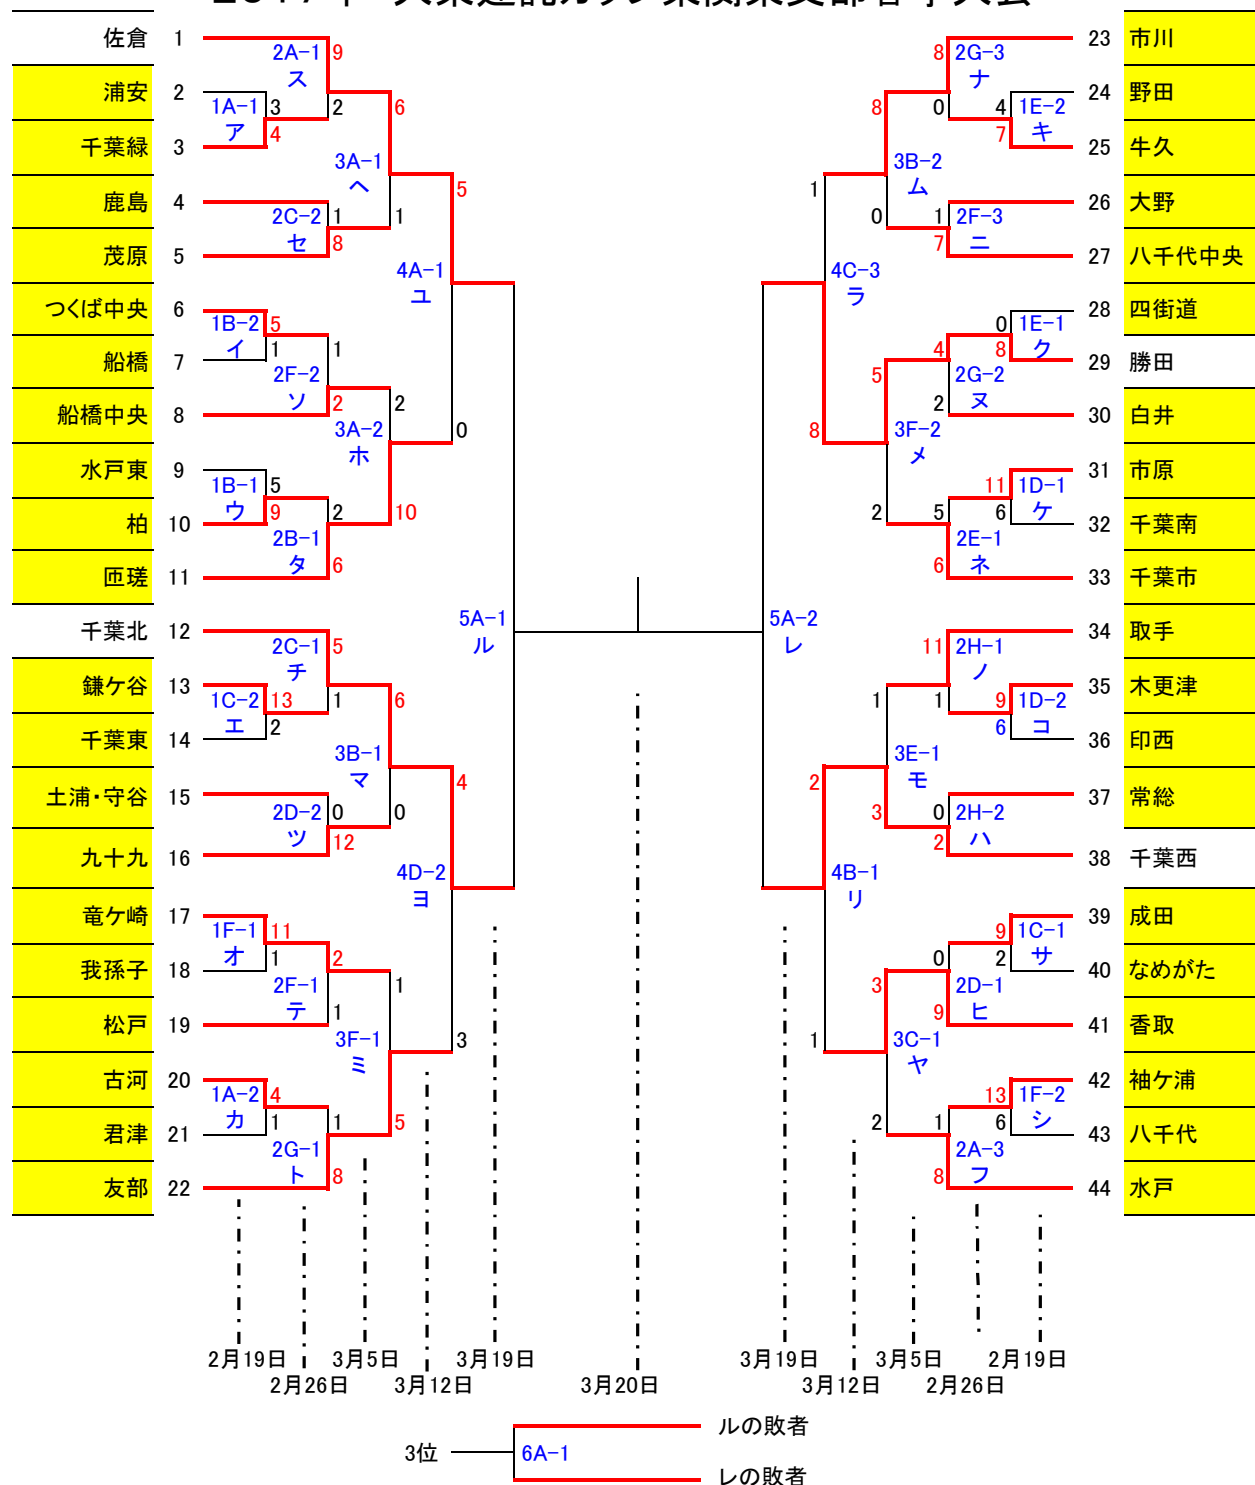 佐倉 1
浦安 2
千葉緑 3
鹿島 4
茂原 5
つくば中央 6
船橋 7
船橋中央 8
水戸東 9
柏 10
匝瑳 11
千葉北 12
鎌ケ谷 13
千葉東 14
土浦・守谷 15
九十九 16
竜ケ崎 17
我孫子 18
松戸 19
古河 20
君津 21
友部 22
1A-1 ア 3 4
1B-2 イ 5 1
1B-1 ウ 5 9
1C-2 エ 13 2
1F-1 オ 11 1
1A-2 カ 4 1
2A-1 ス 9 2
2C-2 セ 1 8
2F-2 ソ 1 2
2B-1 タ 2 6
2C-1 チ 5 1
2D-2 ツ 0 12
2F-1 テ 2 1
2G-1 ト 1 8
3A-1 ヘ 6 1
3A-2 ホ 2 10
3B-1 マ 6 0
3F-1 ミ 1 5
4A-1 ユ 5 0
4D-2 ヨ 4 3
5A-1 ル
5A-2 レ
4C-3 ラ 1 8
4B-1 リ 2 1
3B-2 ム 8 0
3F-2 メ 5 2
3E-1 モ 1 3
3C-1 ヤ 3 2
2G-3 ナ 8 0
2F-3 ニ 1 7
2G-2 ヌ 4 2
2E-1 ネ 5 6
2H-1 ノ 11 1
2H-2 ハ 0 2
2D-1 ヒ 0 9
2A-3 フ 1 8
1E-2 キ 4 7
1E-1 ク 0 8
1D-1 ケ 11 6
1D-2 コ 9 6
1C-1 サ 9 2
1F-2 シ 13 6
23 市川
24 野田
25 牛久
26 大野
27 八千代中央
28 四街道
29 勝田
30 白井
31 市原
32 千葉南
33 千葉市
34 取手
35 木更津
36 印西
37 常総
38 千葉西
39 成田
40 なめがた
41 香取
42 袖ケ浦
43 八千代
44 水戸
2月19日 3月5日 3月19日 3月19日 3月5日 2月19日
2月26日 3月12日 3月20日 3月12日 2月26日
ルの敗者
3位 6A-1
レの敗者